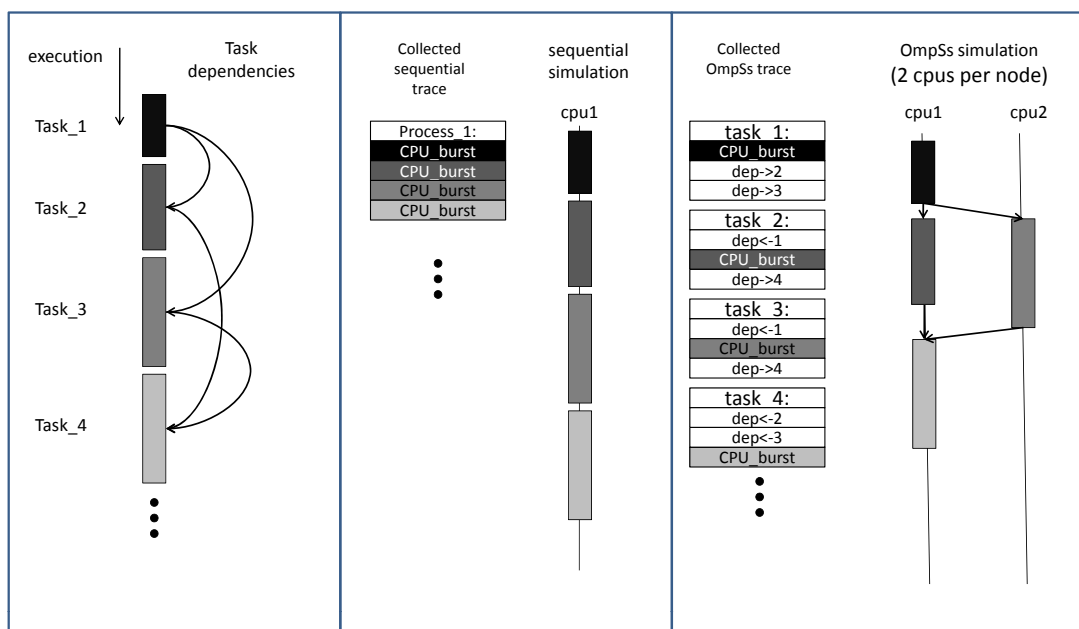 execution
Task
dependencies
Task_1
Task_2
Task_3
Task_4
Collected
sequential
trace
sequential
simulation
cpu1
Process_1:
CPU_burst
CPU_burst
CPU_burst
CPU_burst
Collected
OmpSs trace
OmpSs simulation
(2 cpus per node)
cpu1
cpu2
task_1:
CPU_burst
dep->2
dep->3
task_2:
dep<-1
CPU_burst
dep->4
task_3:
dep<-1
CPU_burst
dep->4
task_4:
dep<-2
dep<-3
CPU_burst